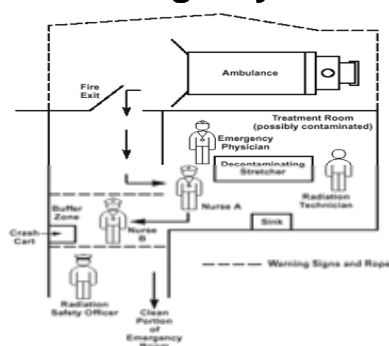 Ambulance
Fire
Exit
Treatment Room
(possibly contaminated)
Emergency
Physician
Decontaminating
Stretcher
Radiation
Technician
Nurse A
Buffer
Zone
Nurse
B
Sink
Crash
Cart
Warning Signs and Rope
Radiation
Safety Officer
Clean
Portion
of
Emergency